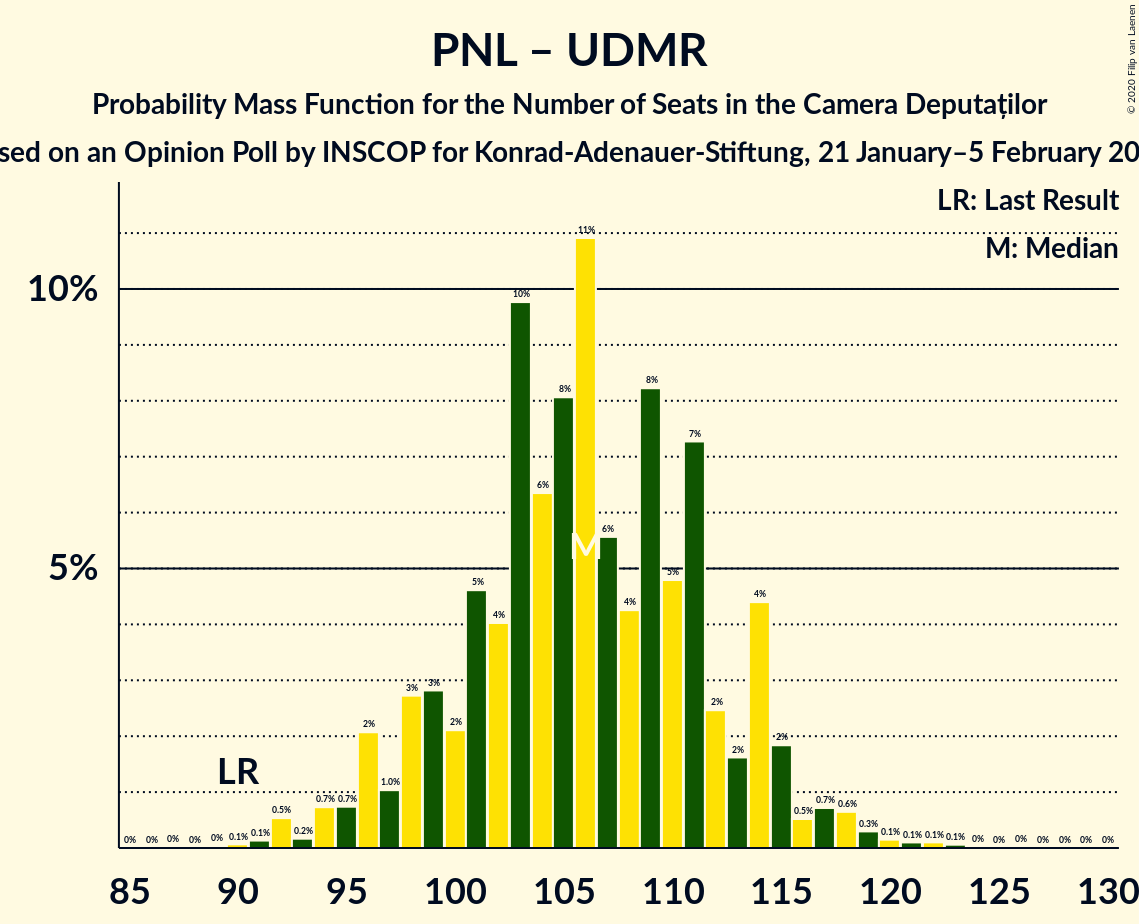 PNL – UDMR
Probability Mass Function for the Number of Seats in the Camera Deputaților
sed on an Opinion Poll by INSCOP for Konrad-Adenauer-Stiftung, 21 January–5 February 20
© 2020 Filip van Laenen
LR: Last Result
M: Median
10%
5%
0% 0% 0% 0% 0% 0.1% 0.1% 0.5% 0.2% 0.7% 0.7% 2% 1.0% 3% 3% 2% 5% 4% 10% 6% 8% 11% 6% 4% 8% 5% 7% 2% 2% 4% 2% 0.5% 0.7% 0.6% 0.3% 0.1% 0.1% 0.1% 0.1% 0% 0% 0% 0% 0% 0% 0%
LR
M
85 90 95 100 105 110 115 120 125 130